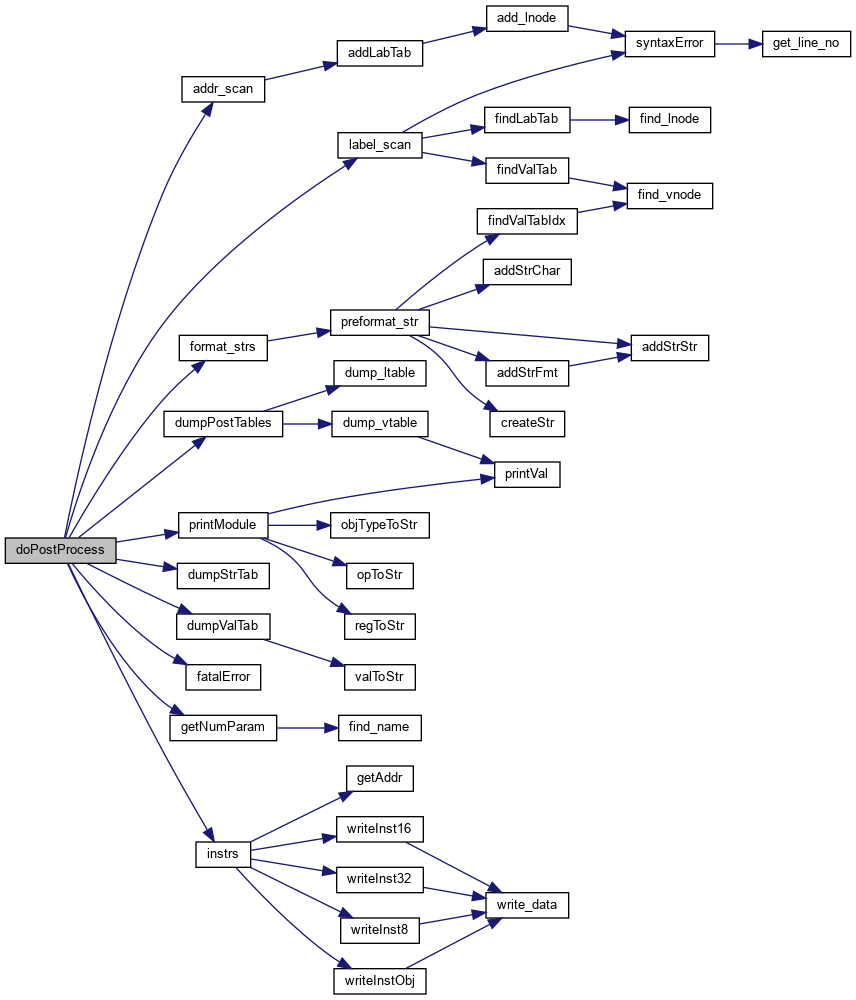 add_lnode
syntaxError
get_line_no
addLabTab
addr_scan
findLabTab
find_lnode
label_scan
findValTab
find_vnode
findValTabIdx
addStrChar
preformat_str
format_strs
addStrStr
dump_ltable
addStrFmt
dumpPostTables
dump_vtable
createStr
printVal
printModule
objTypeToStr
doPostProcess
dumpStrTab
opToStr
dumpValTab
regToStr
fatalError
valToStr
getNumParam
find_name
getAddr
writeInst16
instrs
writeInst32
write_data
writeInst8
writeInstObj